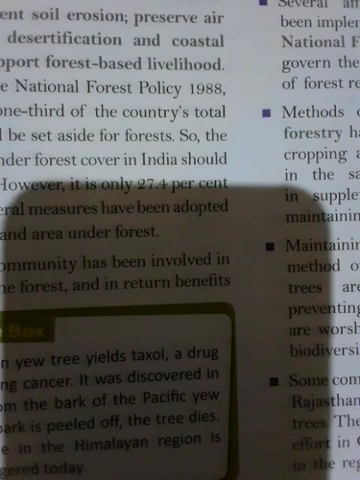 ent soil erosion; preserve air
desertification and coastal
pport forest-based livelihood.
e National Forest Policy 1988,
one-third of the country's total
l be set aside for forests. So, the
nder forest cover in India should
However, it is only 27.4 per cent
eral measures have been adopted
land area under forest.
ommunity has been involved in
he forest, and in return benefits
Box
n yew tree yields taxol, a drug
ng cancer. It was discovered in
om the bark of the Pacific yew
bark is peeled off, the tree dies.
e in the Himalayan region is
gered today.
Several aff
been implem
National F
govern the
of forest re
Methods o
forestry ha
cropping a
in the sa
in supple
maintainin
Maintainin
method of
trees are
preventing
are worsh
biodiversi
Some com
Rajasthan
trees. The
effort in
in the reg